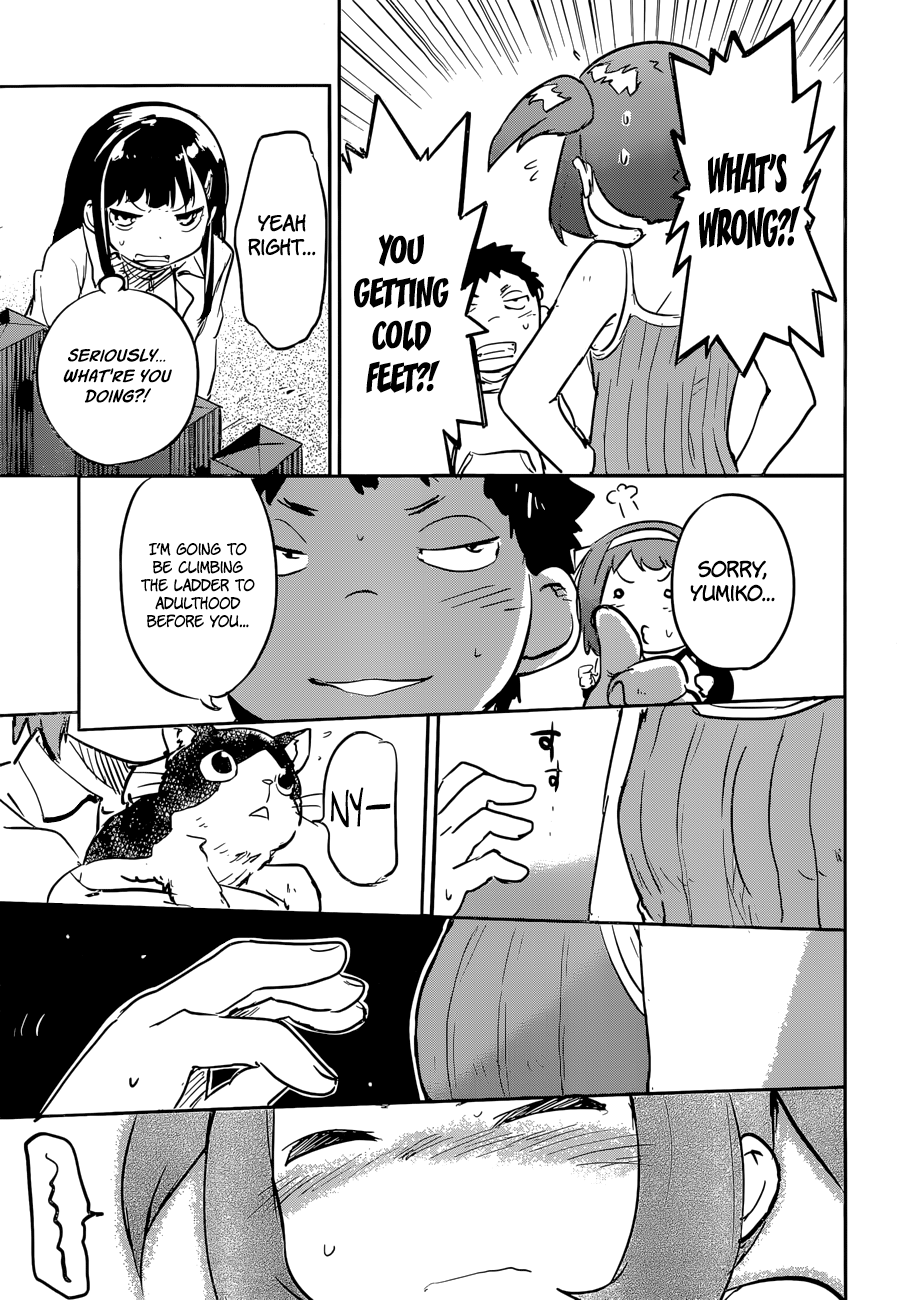 WHAT'S
WRONG?!
YOU
GETTING
COLD
FEET?!
YEAH
RIGHT...
SERIOUSLY...
WHAT'RE YOU
DOING?!
SORRY,
YUMIKO...
I'M GOING TO
BE CLIMBING
THE LADDER TO
ADULTHOOD
BEFORE YOU...
すす…
NY—